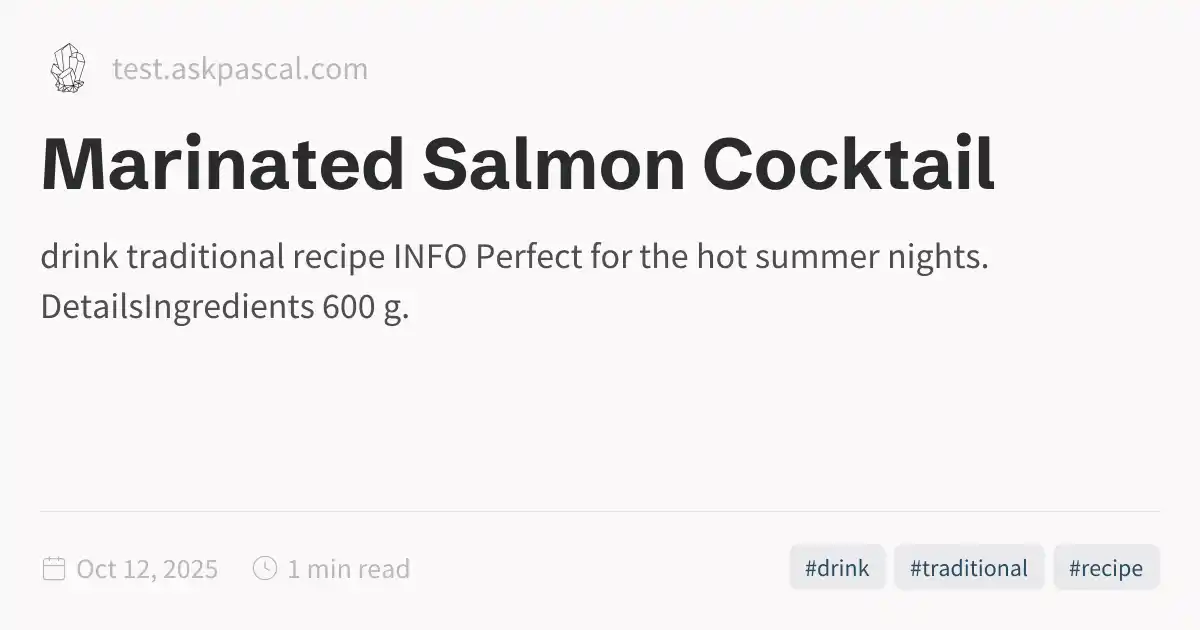 test.askpascal.com
Marinated Salmon Cocktail
drink traditional recipe INFO Perfect for the hot summer nights.
DetailsIngredients 600 g.
Oct 12, 2025 1 min read #drink #traditional #recipe